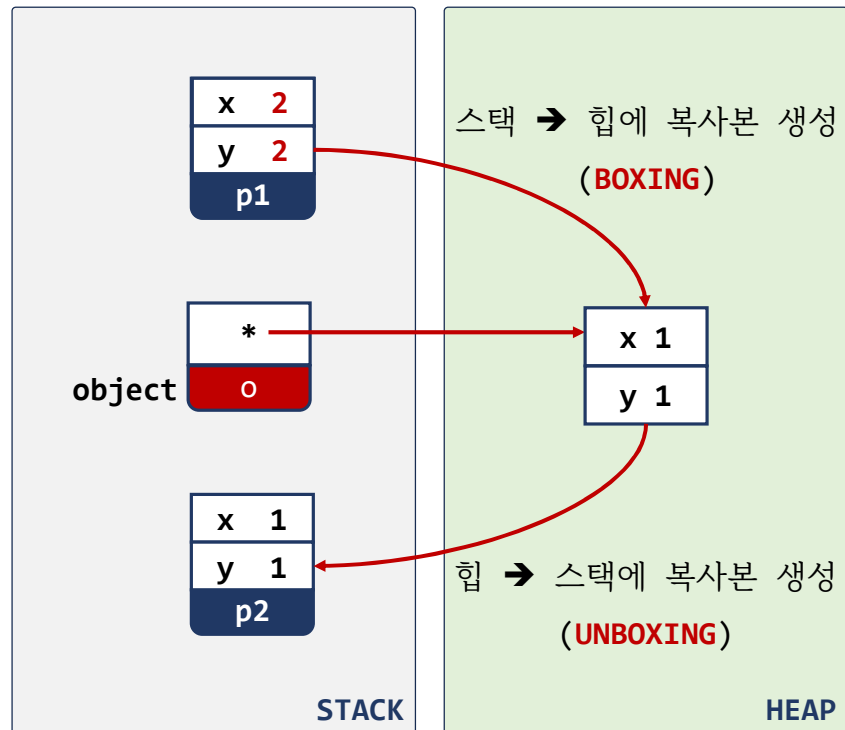 x 2
y 2
p1
스택 ➔ 힙에 복사본 생성
(BOXING)
*
object
o
x 1
y 1
x 1
y 1
p2
힙 ➔ 스택에 복사본 생성
(UNBOXING)
STACK
HEAP